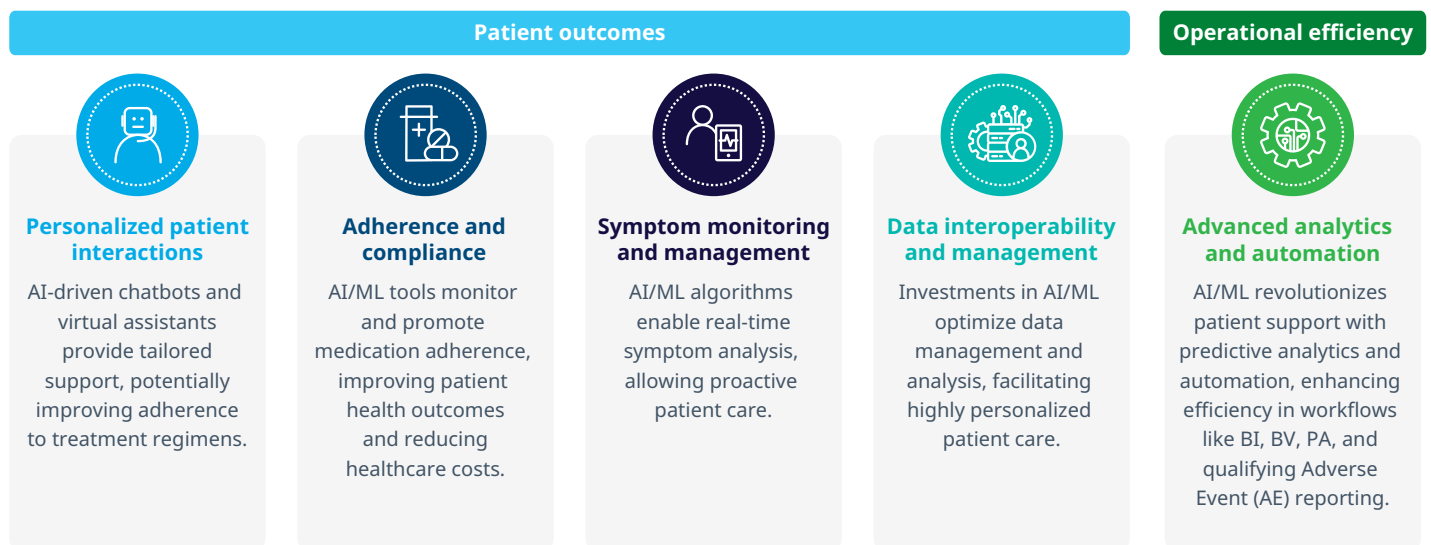 Patient outcomes
Operational efficiency
Personalized patient
interactions
AI-driven chatbots and
virtual assistants
provide tailored
support, potentially
improving adherence
to treatment regimens.
Adherence and
compliance
AI/ML tools monitor
and promote
medication adherence,
improving patient
health outcomes
and reducing
healthcare costs.
Symptom monitoring
and management
AI/ML algorithms
enable real-time
symptom analysis,
allowing proactive
patient care.
Data interoperability
and management
Investments in AI/ML
optimize data
management and
analysis, facilitating
highly personalized
patient care.
Advanced analytics
and automation
AI/ML revolutionizes
patient support with
predictive analytics and
automation, enhancing
efficiency in workflows
like BI, BV, PA, and
qualifying Adverse
Event (AE) reporting.